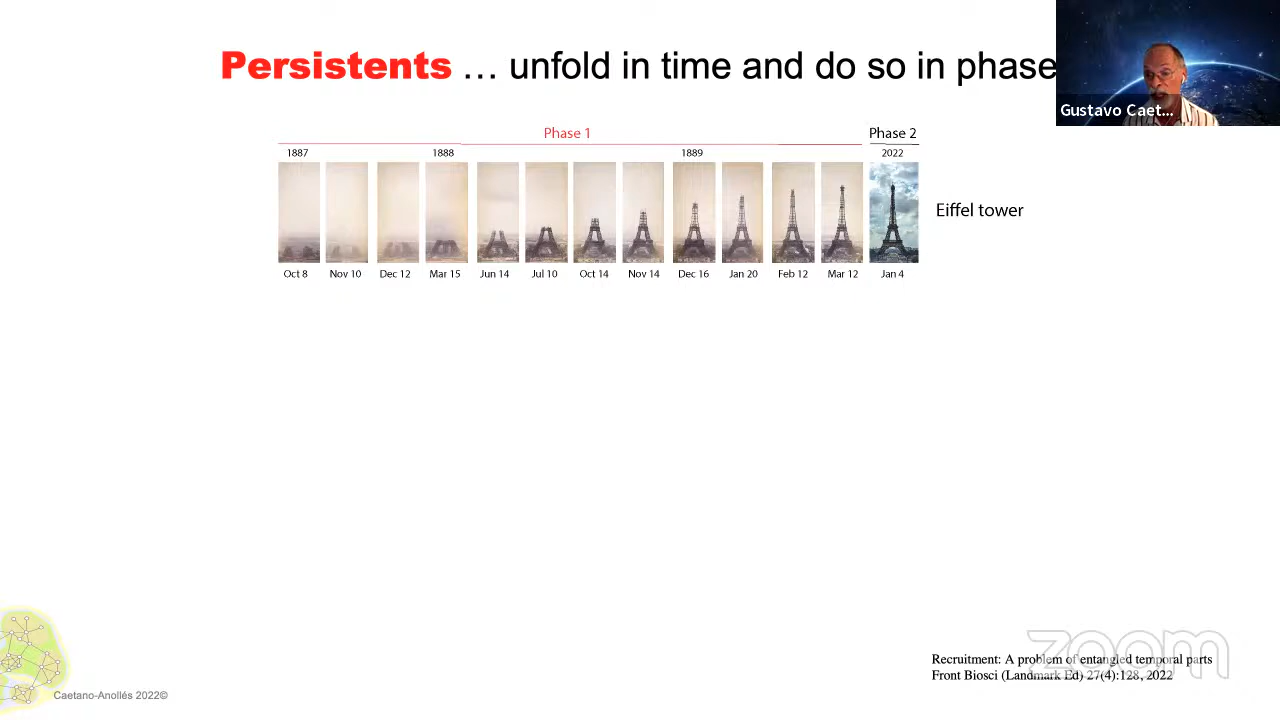 Persistents … unfold in time and do so in phase
Gustavo Caet...
Phase 1 Phase 2
1887 1888 1889 2022
Eiffel tower
Oct 8 Nov 10 Dec 12 Mar 15 Jun 14 Jul 10 Oct 14 Nov 14 Dec 16 Jan 20 Feb 12 Mar 12 Jan 4
zoom
Recruitment: A problem of entangled temporal parts
Front Biosci (Landmark Ed) 27(4):128, 2022
Caetano-Anollés 2022©